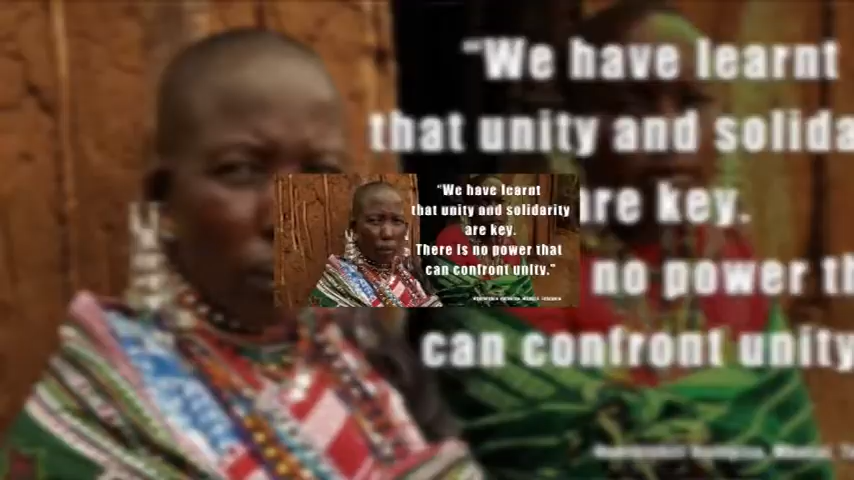 "We have learnt
that unity and solidarity
are key.
There is no power that
can confront unity."